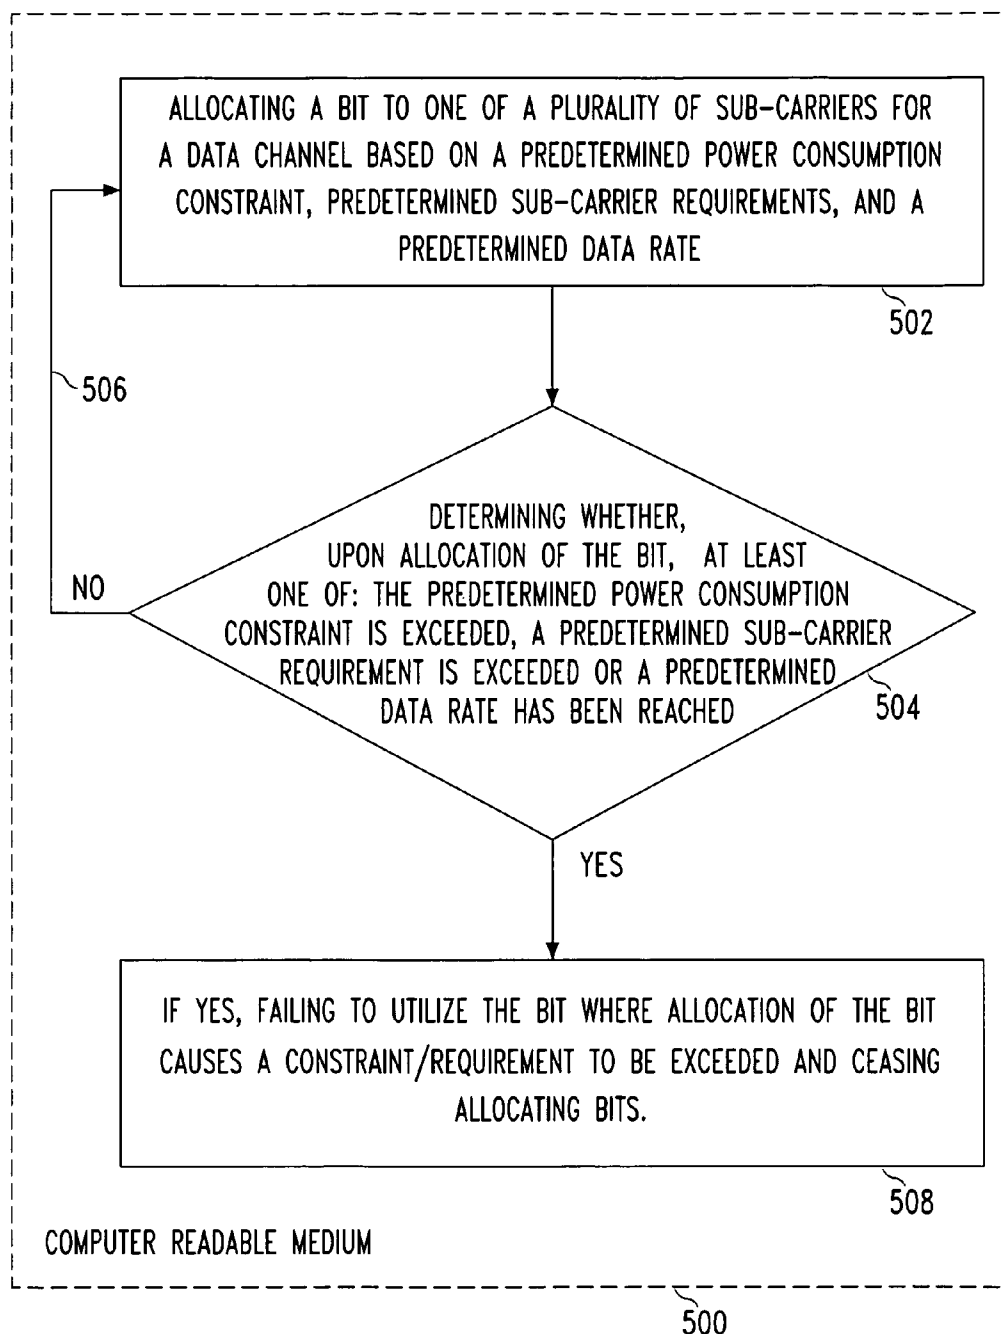 ALLOCATING A BIT TO ONE OF A PLURALITY OF SUB-CARRIERS FOR
A DATA CHANNEL BASED ON A PREDETERMINED POWER CONSUMPTION
CONSTRAINT, PREDETERMINED SUB-CARRIER REQUIREMENTS, AND A
PREDETERMINED DATA RATE
502
506
DETERMINING WHETHER,
UPON ALLOCATION OF THE BIT, AT LEAST
ONE OF: THE PREDETERMINED POWER CONSUMPTION
CONSTRAINT IS EXCEEDED, A PREDETERMINED SUB-CARRIER
REQUIREMENT IS EXCEEDED OR A PREDETERMINED
DATA RATE HAS BEEN REACHED
NO
504
YES
IF YES, FAILING TO UTILIZE THE BIT WHERE ALLOCATION OF THE BIT
CAUSES A CONSTRAINT/REQUIREMENT TO BE EXCEEDED AND CEASING
ALLOCATING BITS.
508
COMPUTER READABLE MEDIUM
500